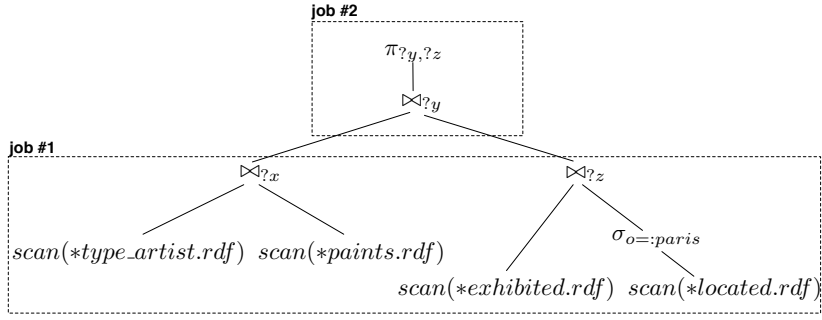 job #2
π?y,?z
⋈?y
job #1
⋈?x ⋈?z
scan(*type_artist.rdf) scan(*paints.rdf) σo=:paris
scan(*exhibited.rdf) scan(*located.rdf)